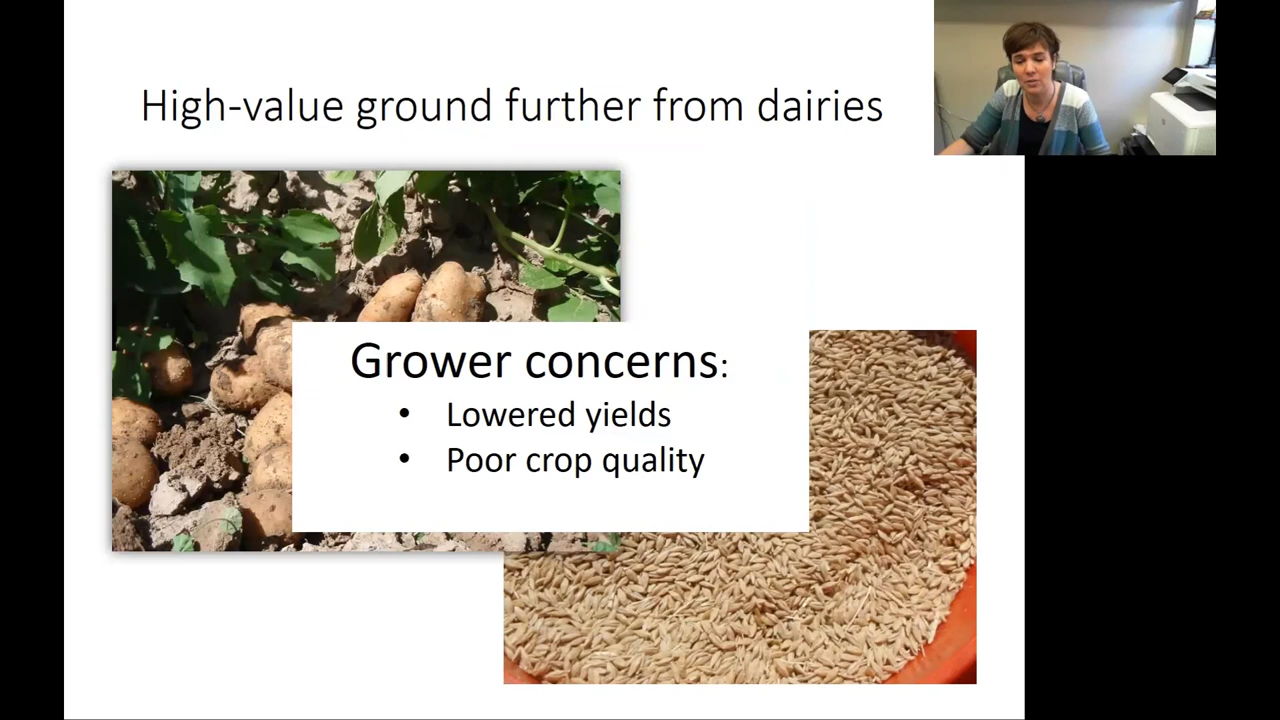 High-value ground further from dairies
Grower concerns:
• Lowered yields
• Poor crop quality